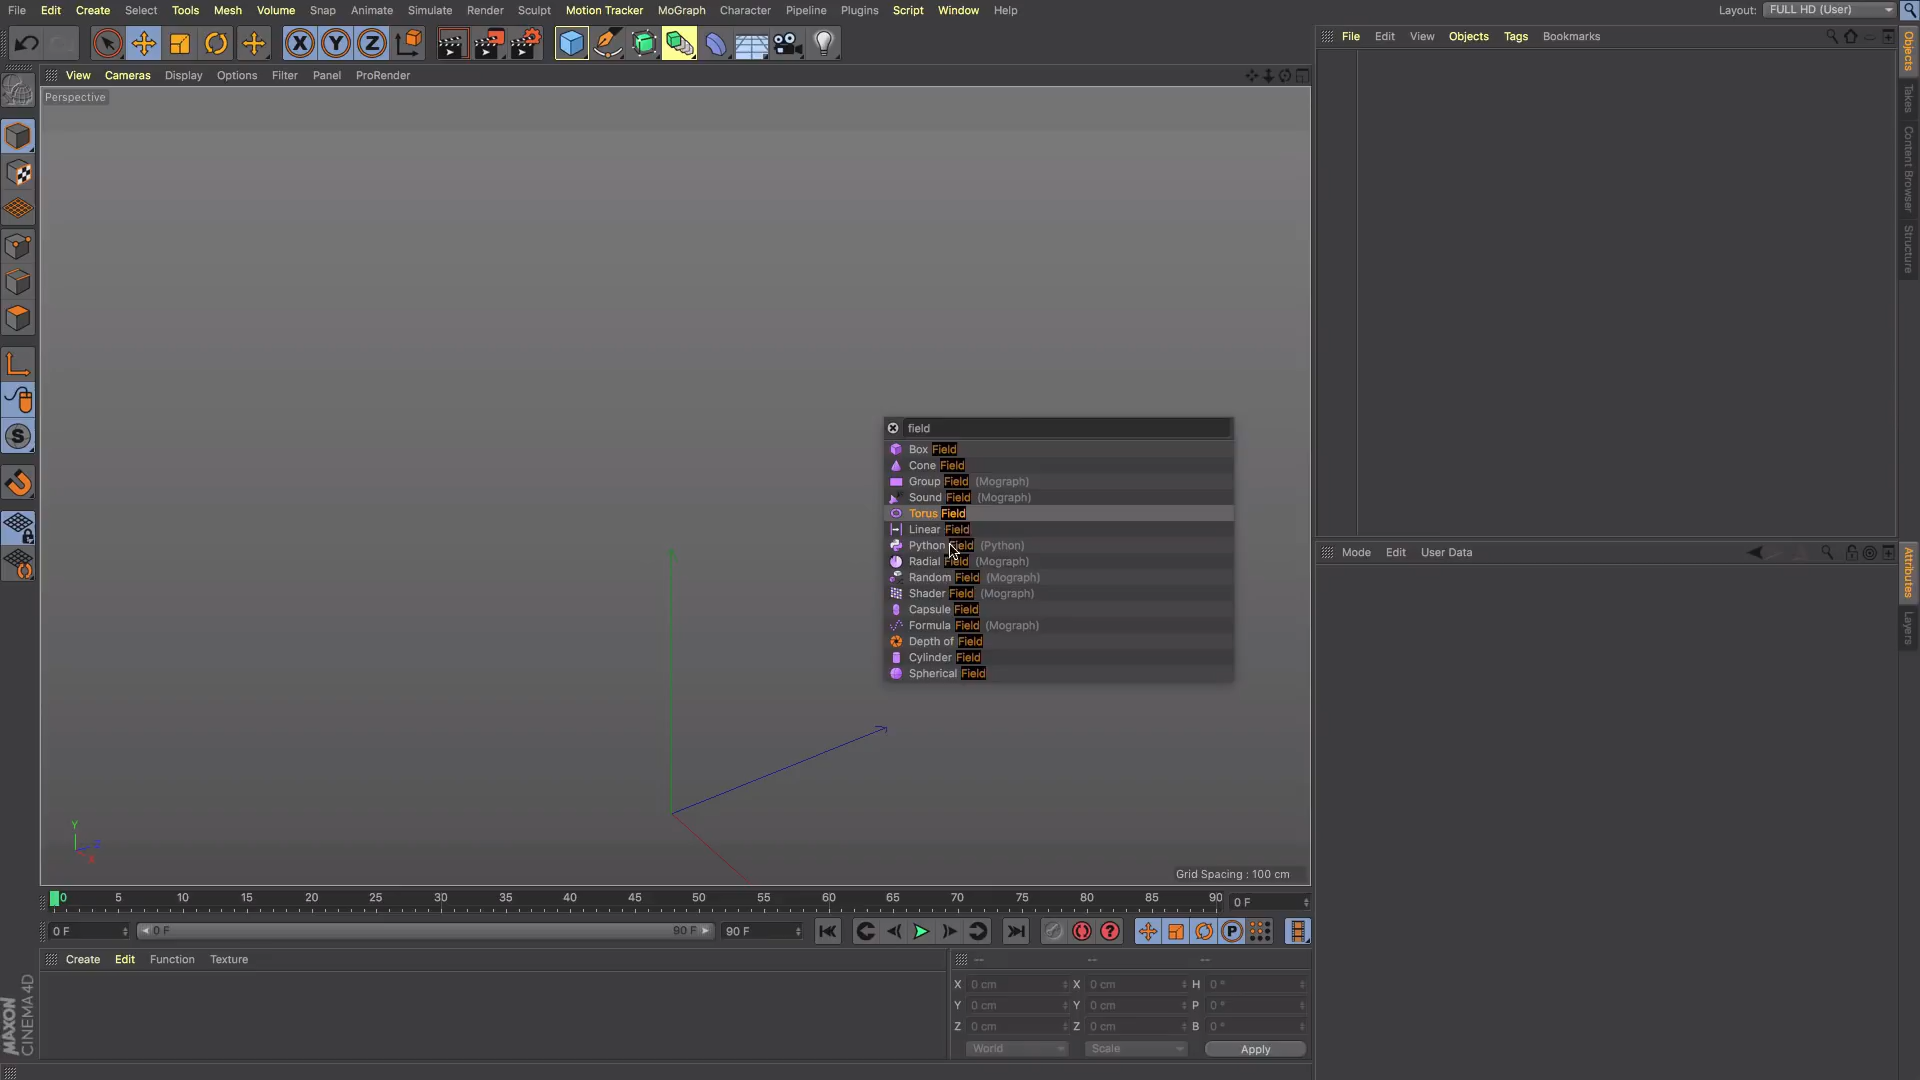 File Edit Create Select Tools Mesh Volume Snap Animate Simulate Render Sculpt Motion Tracker MoGraph Character Pipeline Plugins Script Window Help Layout: FULL HD (User)
X Y Z
File Edit View Objects Tags Bookmarks
View Cameras Display Options Filter Panel ProRender
Perspective
Objects
Takes
Content Browser
Structure
field
Box Field
Cone Field
Group Field (Mograph)
Sound Field (Mograph)
Torus Field
Linear Field
Python Field (Python)
Radial Field (Mograph)
Random Field (Mograph)
Shader Field (Mograph)
Capsule Field
Formula Field (Mograph)
Depth of Field
Cylinder Field
Spherical Field
S
Mode Edit User Data
Attributes
Layers
Y
Z
X
Grid Spacing : 100 cm
0 5 10 15 20 25 30 35 40 45 50 55 60 65 70 75 80 85 90 0 F
0 F 0 F 90 F 90 F ? P
Create Edit Function Texture
-- -- --
X 0 cm X 0 cm H 0 °
Y 0 cm Y 0 cm P 0 °
Z 0 cm Z 0 cm B 0 °
World Scale Apply
MAXON
CINEMA 4D